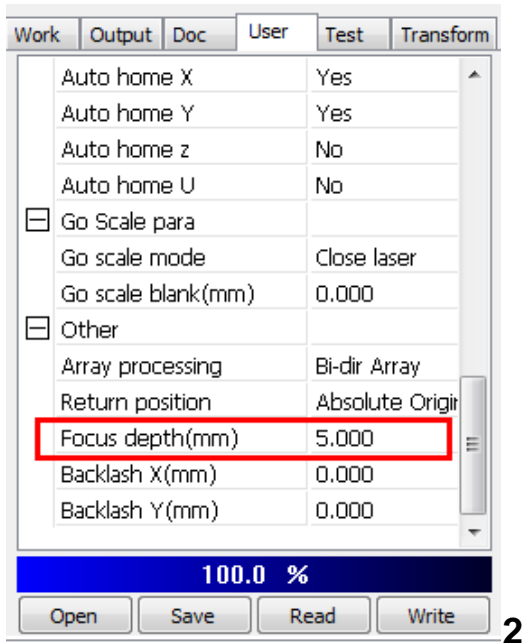 Work Output Doc User Test Transform
Auto home X Yes
Auto home Y Yes
Auto home z No
Auto home U No
Go Scale para
Go scale mode Close laser
Go scale blank(mm) 0.000
Other
Array processing Bi-dir Array
Return position Absolute Origin
Focus depth(mm) 5.000
Backlash X(mm) 0.000
Backlash Y(mm) 0.000
100.0 %
Open Save Read Write
2